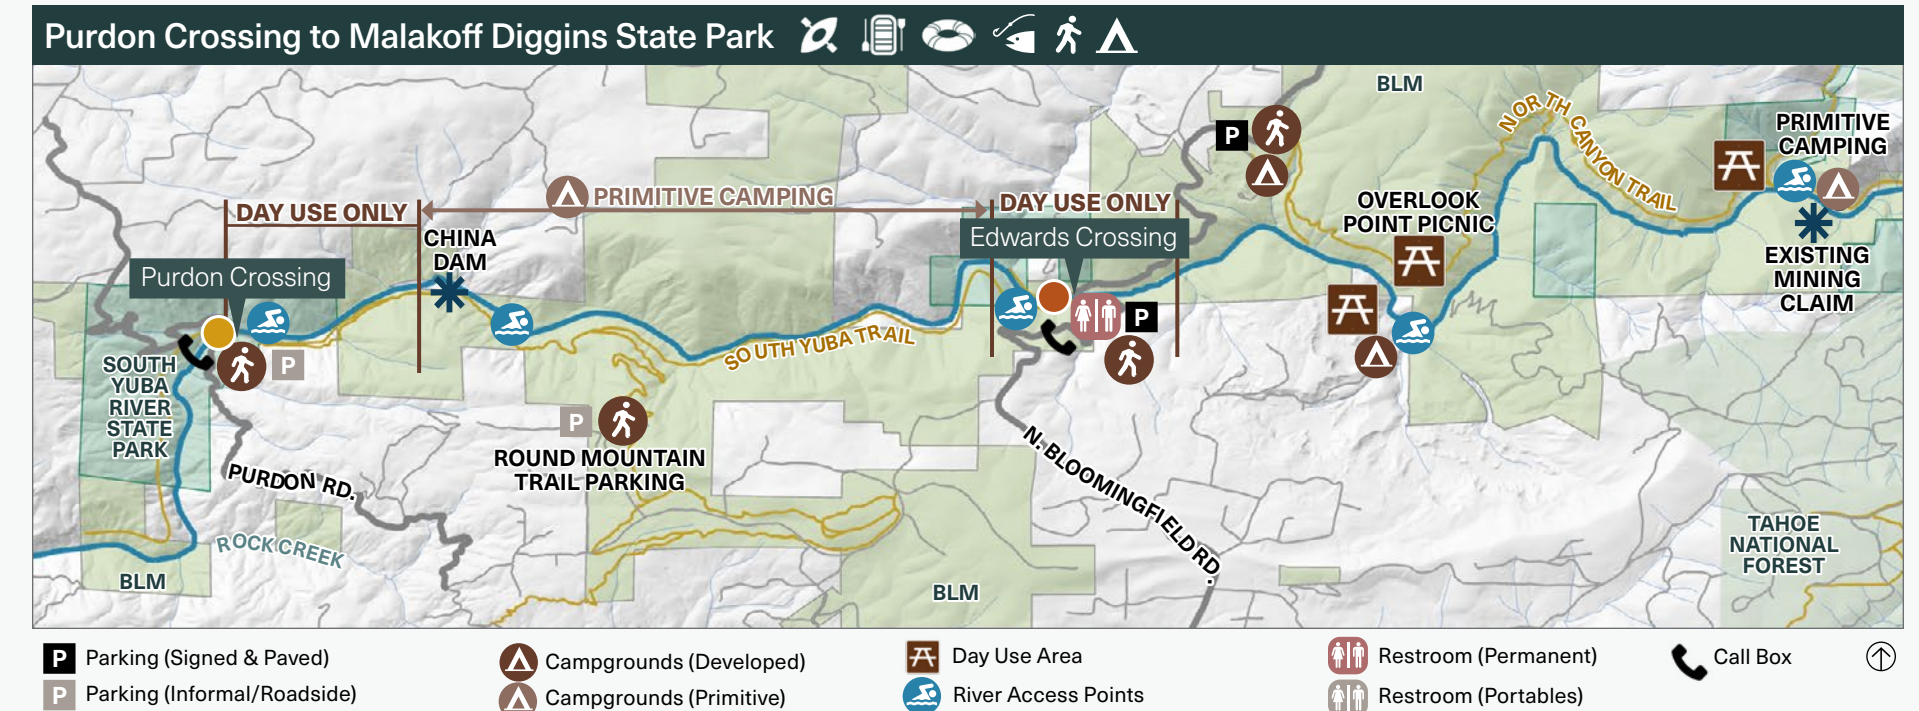 Purdon Crossing to Malakoff Diggins State Park
BLM
NORTH CANYON TRAIL
PRIMITIVE
CAMPING
P
PRIMITIVE CAMPING
DAY USE ONLY
DAY USE ONLY
OVERLOOK
POINT PICNIC
CHINA
DAM
Edwards Crossing
Purdon Crossing
EXISTING
MINING
CLAIM
P
SOUTH YUBA TRAIL
P
SOUTH
YUBA
RIVER
STATE
PARK
P
ROUND MOUNTAIN
TRAIL PARKING
N. BLOOMINGFIELD RD.
PURDON RD.
ROCK CREEK
TAHOE
NATIONAL
FOREST
BLM
BLM
P Parking (Signed & Paved)
P Parking (Informal/Roadside)
Campgrounds (Developed)
Campgrounds (Primitive)
Day Use Area
River Access Points
Restroom (Permanent)
Restroom (Portables)
Call Box